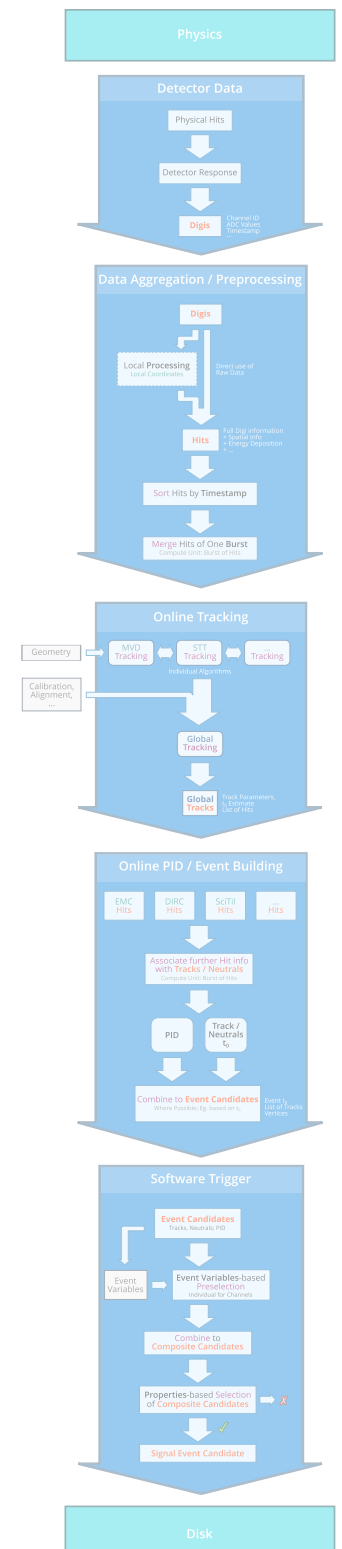 Physics
Detector Data
Physical Hits
Detector Response
Digis
Channel ID
ADC Values
Timestamp
...
Data Aggregation / Preprocessing
Digis
Local Processing
Local Coordinates
Direct use of
Raw Data
Hits
Full Digi information
+ Spatial Info
+ Energy Deposition
+ ...
Sort Hits by Timestamp
Merge Hits of One Burst
Compute Unit: Burst of Hits
Online Tracking
Geometry
MVD
Tracking
STT
Tracking
...
Tracking
Individual Algorithms
Calibration,
Alignment,
...
Global
Tracking
Global
Tracks
Track Parameters,
t0 Estimate
List of Hits
Online PID / Event Building
EMC
Hits
DIRC
Hits
SciTil
Hits
...
Hits
Associate further Hit info
with Tracks / Neutrals
Compute Unit: Burst of Hits
PID
Track /
Neutrals
t0
Combine to Event Candidates
Where Possible; Eg. based on t0
Event t0
List of Tracks
Vertices
Software Trigger
Event Candidates
Tracks, Neutrals, PID
Event
Variables
Event Variables-based
Preselection
Individual for Channels
Combine to
Composite Candidates
Properties-based Selection
of Composite Candidates
✗
✓
Signal Event Candidate
Disk